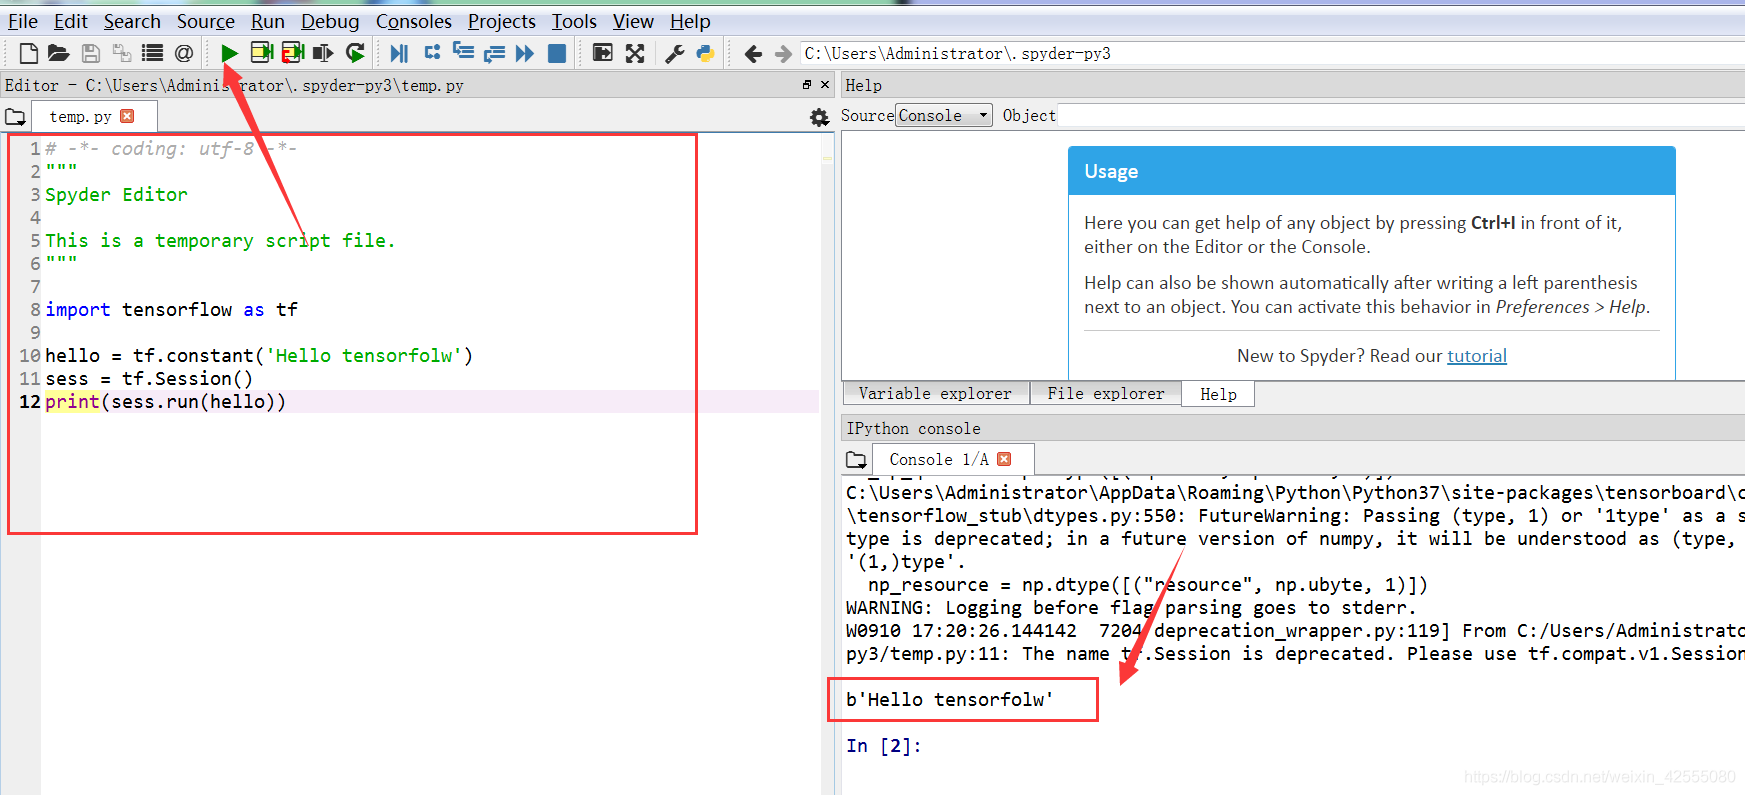 File Edit Search Source Run Debug Consoles Projects Tools View Help
C:\Users\Administrator\.spyder-py3
Editor - C:\Users\Administrator\.spyder-py3\temp.py
temp.py
1 # -*- coding: utf-8 -*-
2 """
3 Spyder Editor
4
5 This is a temporary script file.
6 """
7
8 import tensorflow as tf
9
10 hello = tf.constant('Hello tensorfolw')
11 sess = tf.Session()
12 print(sess.run(hello))
Help
Source Console Object
Usage
Here you can get help of any object by pressing Ctrl+I in front of it,
either on the Editor or the Console.
Help can also be shown automatically after writing a left parenthesis
next to an object. You can activate this behavior in Preferences > Help.
New to Spyder? Read our tutorial
Variable explorer File explorer Help
IPython console
Console 1/A
C:\Users\Administrator\AppData\Roaming\Python\Python37\site-packages\tensorboard\c
\tensorflow_stub\dtypes.py:550: FutureWarning: Passing (type, 1) or '1type' as a s
type is deprecated; in a future version of numpy, it will be understood as (type,
'(1,)type'.
np_resource = np.dtype([("resource", np.ubyte, 1)])
WARNING: Logging before flag parsing goes to stderr.
W0910 17:20:26.144142 7204 deprecation_wrapper.py:119] From C:/Users/Administrato
py3/temp.py:11: The name tf.Session is deprecated. Please use tf.compat.v1.Session
b'Hello tensorfolw'
In [2]:
https://blog.csdn.net/weixin_42555080